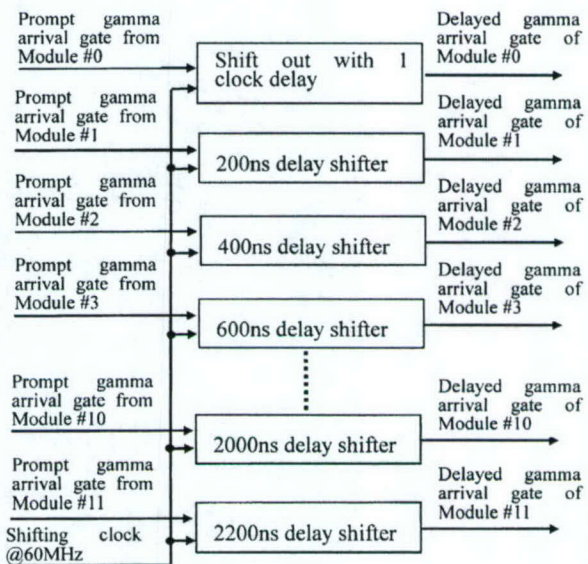 Prompt gamma
arrival gate from
Module #0
Shift out with 1
clock delay
Delayed gamma
arrival gate of
Module #0
Prompt gamma
arrival gate from
Module #1
200ns delay shifter
Delayed gamma
arrival gate of
Module #1
Prompt gamma
arrival gate from
Module #2
400ns delay shifter
Delayed gamma
arrival gate of
Module #2
Prompt gamma
arrival gate from
Module #3
600ns delay shifter
Delayed gamma
arrival gate of
Module #3
Prompt gamma
arrival gate from
Module #10
2000ns delay shifter
Delayed gamma
arrival gate of
Module #10
Prompt gamma
arrival gate from
Module #11
2200ns delay shifter
Delayed gamma
arrival gate of
Module #11
Shifting clock
@60MHz